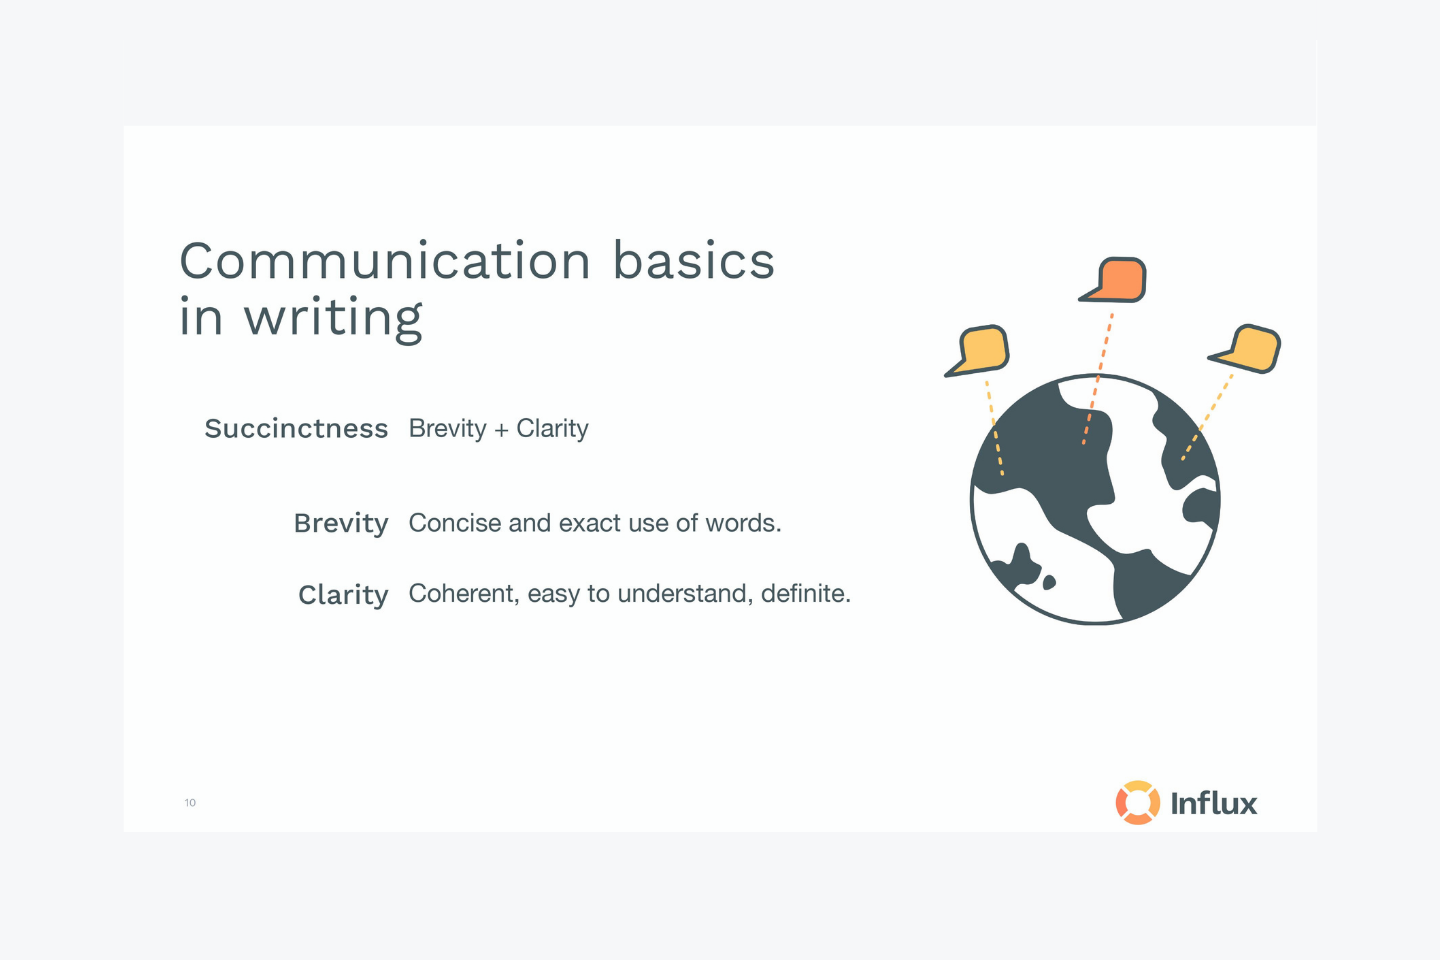 Communication basics
in writing
Succinctness Brevity + Clarity
Brevity Concise and exact use of words.
Clarity Coherent, easy to understand, definite.
10
Influx